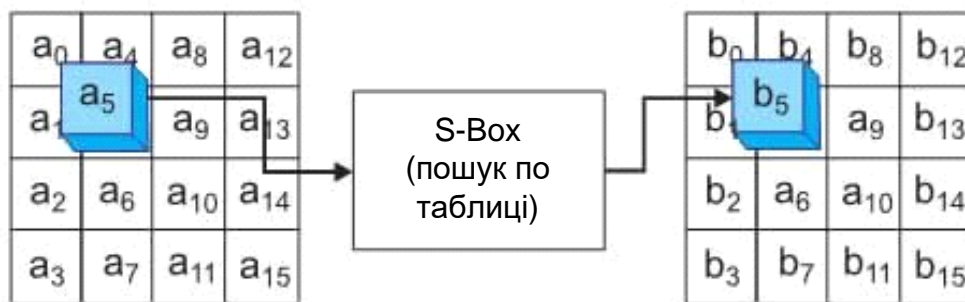 a₀ a₄ a₈ a₁₂
a₅
a₉ a₁₃
a₂ a₆ a₁₀ a₁₄
a₃ a₇ a₁₁ a₁₅
S-Box
(пошук по
таблиці)
b₀ b₄ b₈ b₁₂
b₅
b₁ a₉ b₁₃
b₂ a₆ a₁₀ b₁₄
b₃ b₇ b₁₁ b₁₅